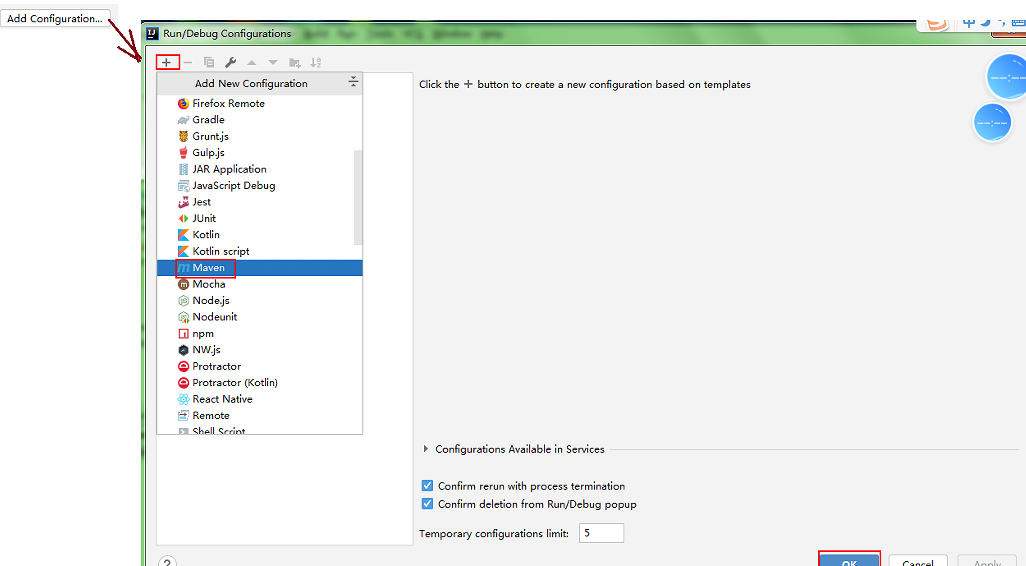 Add Configuration...
Run/Debug Configurations
Add New Configuration
Firefox Remote
Gradle
Grunt.js
Gulp.js
JAR Application
JavaScript Debug
Jest
JUnit
Kotlin
Kotlin script
Maven
Mocha
Node.js
Nodeunit
npm
NW.js
Protractor
Protractor (Kotlin)
React Native
Remote
Shell Script
Click the + button to create a new configuration based on templates
Configurations Available in Services
Confirm rerun with process termination
Confirm deletion from Run/Debug popup
Temporary configurations limit: 5
?
OK
Cancel
Apply
中